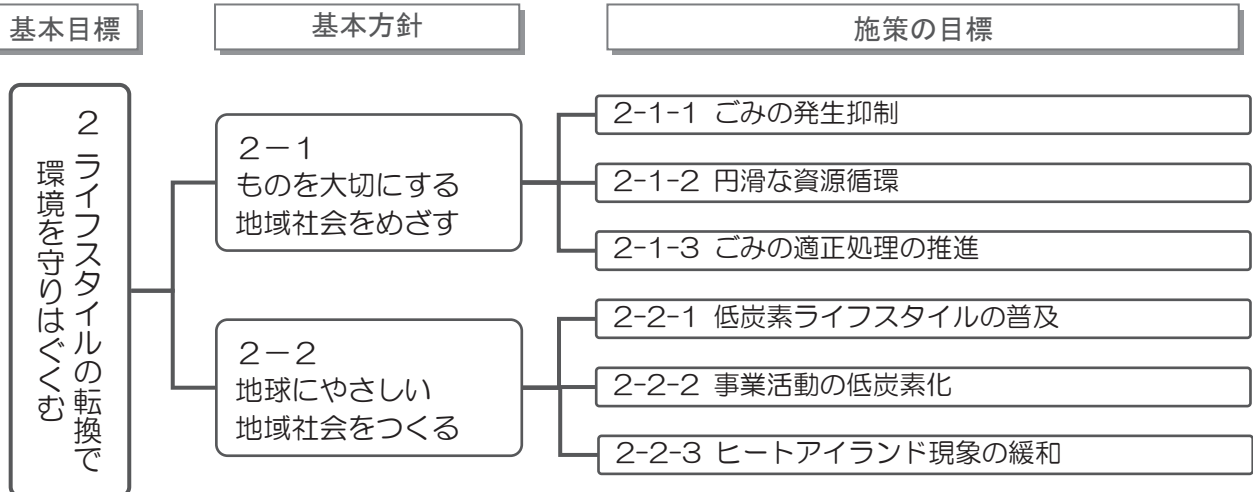 基本目標
基本方針
施策の目標
2 ライフスタイルの転換で
環境を守りはぐくむ
2－1
ものを大切にする
地域社会をめざす
2-1-1 ごみの発生抑制
2-1-2 円滑な資源循環
2-1-3 ごみの適正処理の推進
2－2
地球にやさしい
地域社会をつくる
2-2-1 低炭素ライフスタイルの普及
2-2-2 事業活動の低炭素化
2-2-3 ヒートアイランド現象の緩和